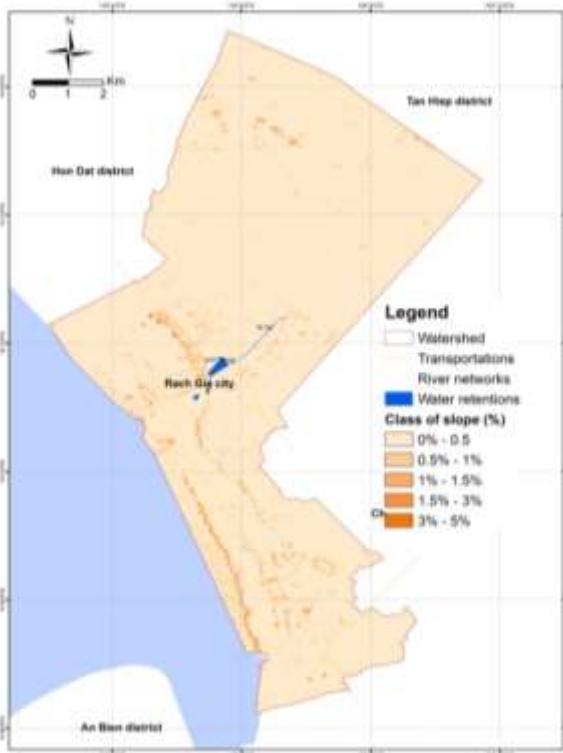 N
Km
0 1 2
Tan Hiep district
Hon Dat district
Legend
Watershed
Transportations
River networks
Water retentions
Rach Gia city
Class of slope (%)
0% - 0.5
0.5% - 1%
1% - 1.5%
1.5% - 3%
3% - 5%
Ch
An Bien district